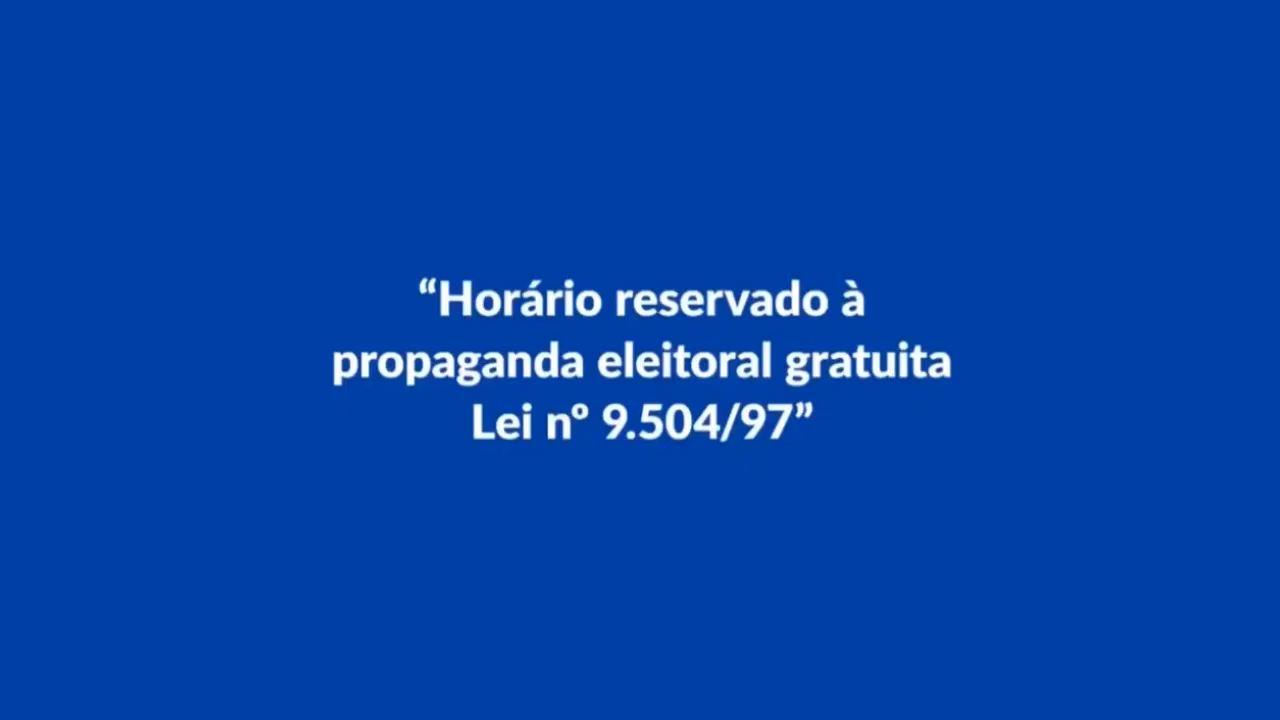 “Horário reservado à
propaganda eleitoral gratuita
Lei nº 9.504/97”